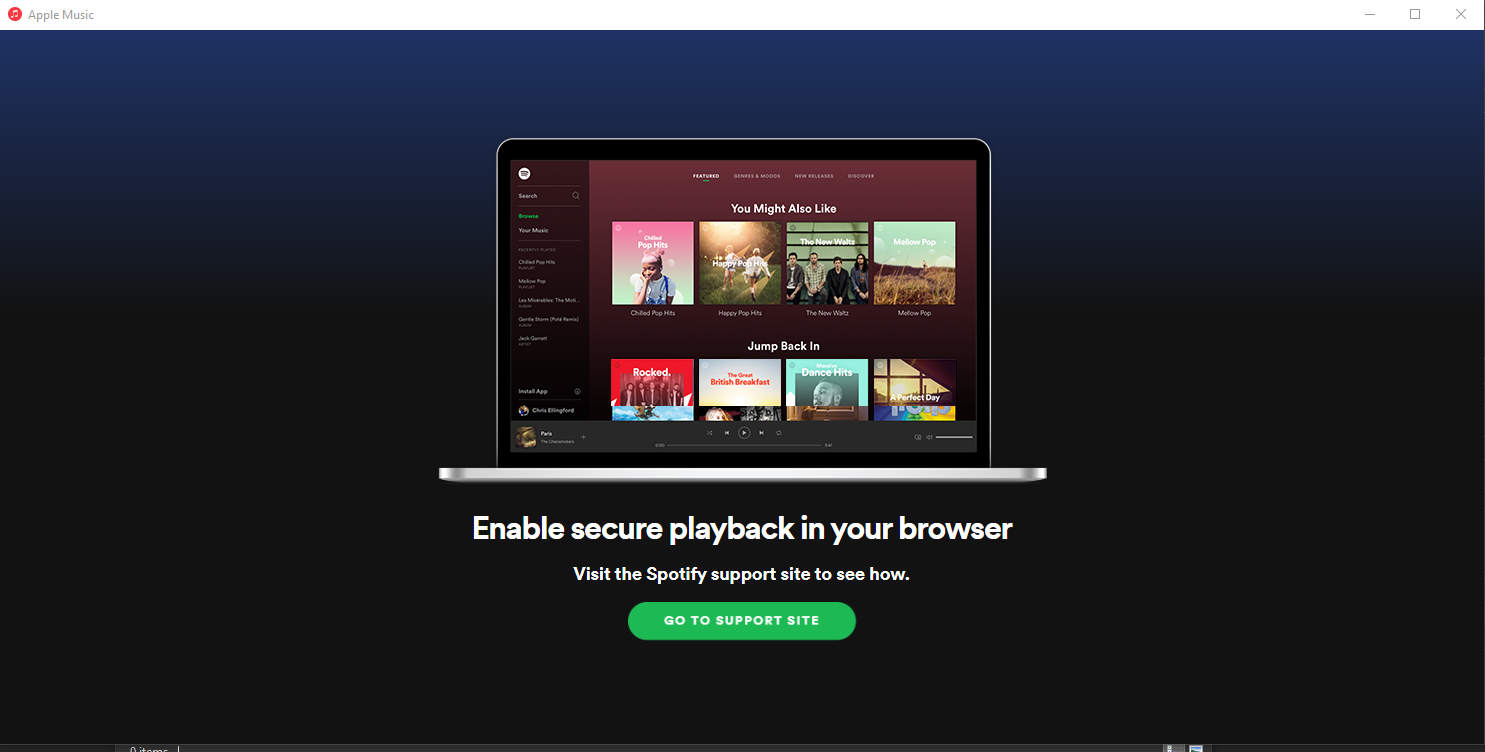 Apple Music
Search
Browse
Your Music
RECENTLY PLAYED
Chilled Pop Hits
PLAYLIST
Mellow Pop
PLAYLIST
Les Misérables: The Moti...
ALBUM
Gentle Storm (Poté Remix)
ALBUM
Jack Garratt
ARTIST
Install App
Chris Ellingford
FEATURED GENRES & MOODS NEW RELEASES DISCOVER
You Might Also Like
Chilled
Pop Hits
Happy Pop Hits
The New Waltz
Mellow Pop
Chilled Pop Hits Happy Pop Hits The New Waltz Mellow Pop
Jump Back In
Rocked.
The Great
British Breakfast
Massive
Dance Hits
A Perfect Day
Paris
The Chainsmokers
0:00 3:41
Enable secure playback in your browser
Visit the Spotify support site to see how.
GO TO SUPPORT SITE
0 items